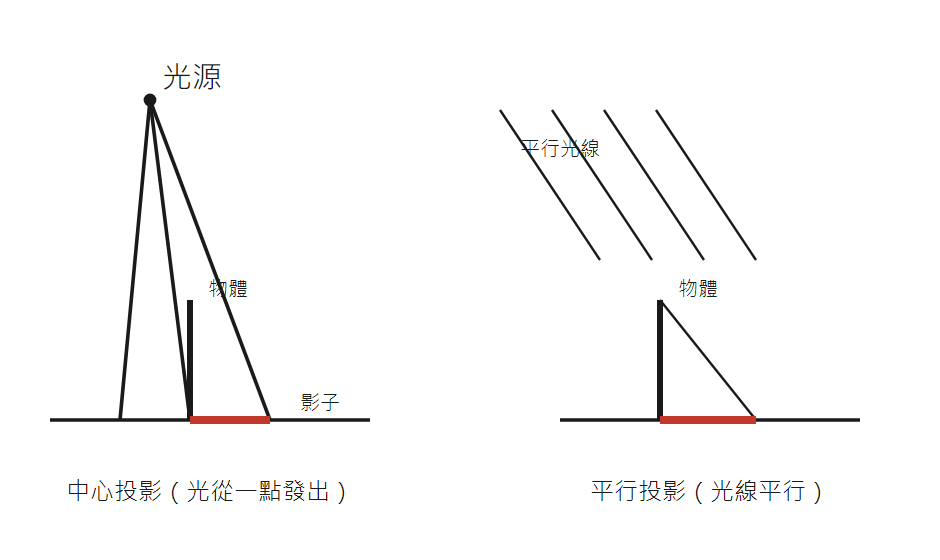 光源
物體
影子
中心投影（光從一點發出）
平行光線
物體
平行投影（光線平行）